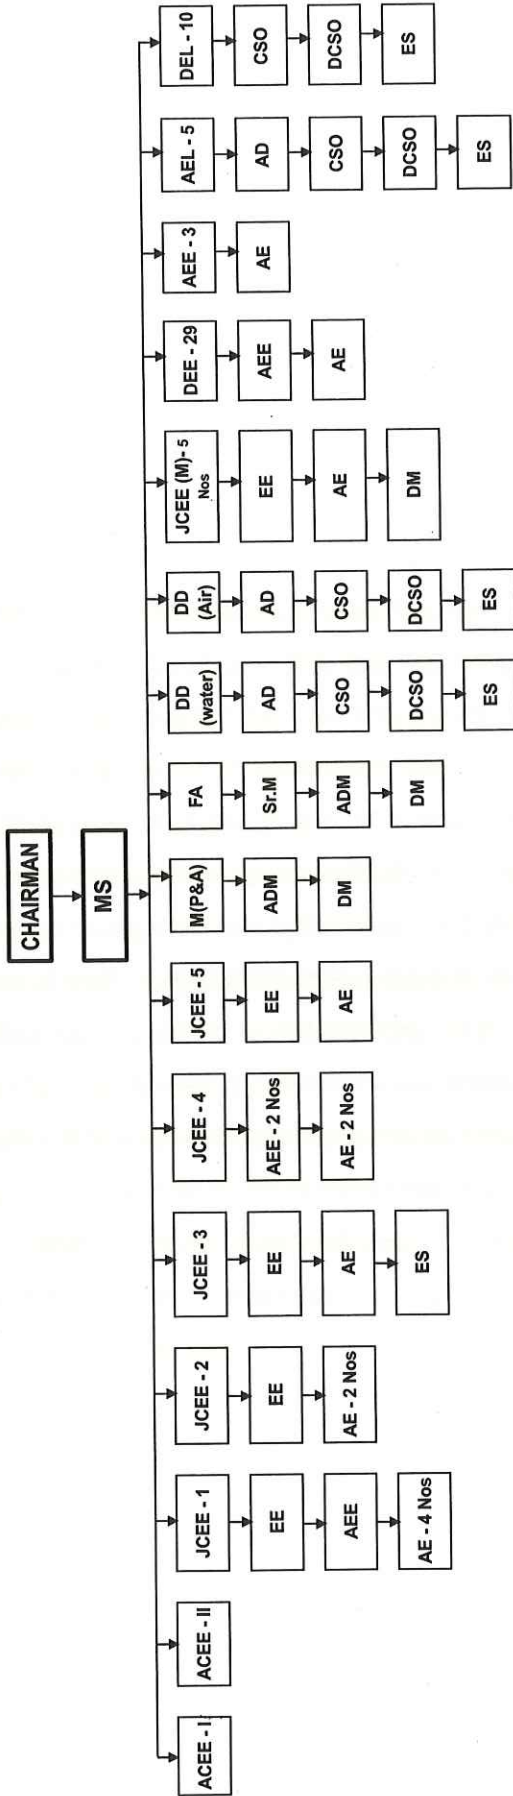 CHAIRMAN
MS
ACEE - I
ACEE - II
JCEE - 1
EE
AEE
AE - 4 Nos
JCEE - 2
EE
AE - 2 Nos
JCEE - 3
EE
AE
ES
JCEE - 4
AEE - 2 Nos
AE - 2 Nos
JCEE - 5
EE
AE
M(P&A)
ADM
DM
FA
Sr.M
ADM
DM
DD
(water)
AD
CSO
DCSO
ES
DD
(Air)
AD
CSO
DCSO
ES
JCEE (M)- 5
Nos
EE
AE
DM
DEE - 29
AEE
AE
AEE - 3
AE
AEL - 5
AD
CSO
DCSO
ES
DEL - 10
CSO
DCSO
ES